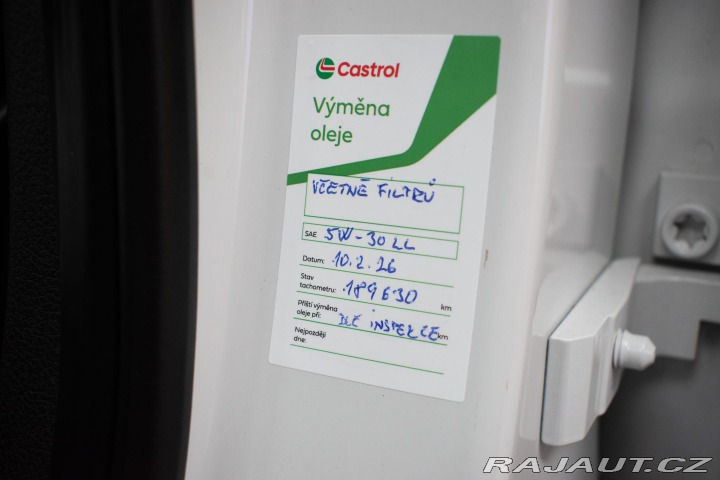 Castrol
Výměna
oleje
VČETNĚ FILTRŮ
SAE 5W-30 LL
Datum: 10.2.26
Stav
tachometru: 189630 km
Příští výměna
oleje při: DLE INSPEKCE km
Nejpozději
dne:
RAJAUT.CZ